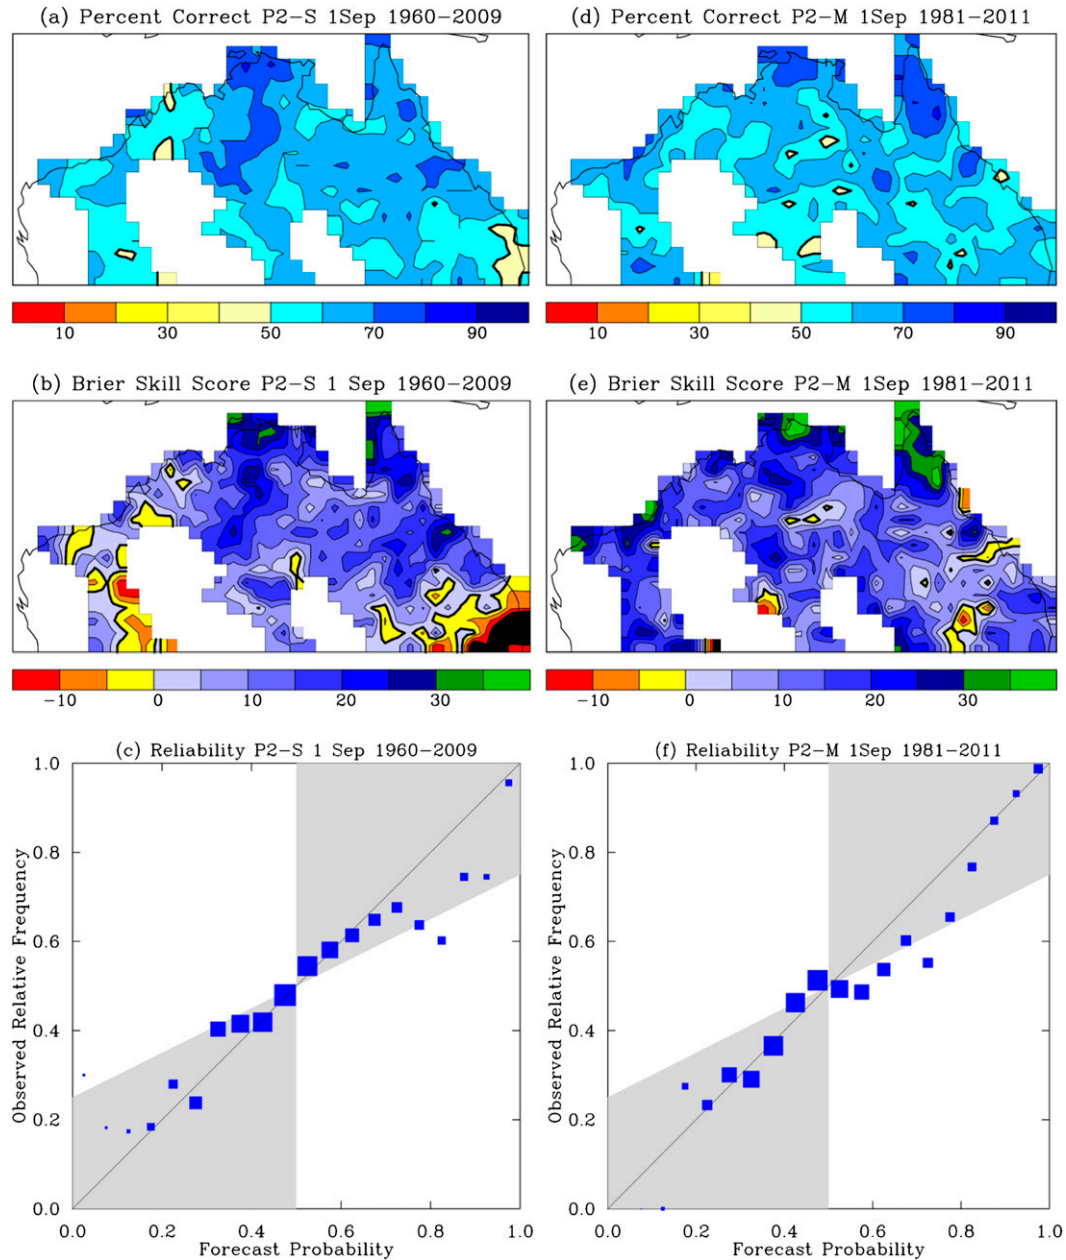 (a) Percent Correct P2-S 1Sep 1960-2009
10 30 50 70 90
(b) Brier Skill Score P2-S 1 Sep 1960-2009
-10 0 10 20 30
(c) Reliability P2-S 1 Sep 1960-2009
1.0
0.8
0.6
0.4
0.2
0.0
Observed Relative Frequency
0.0 0.2 0.4 0.6 0.8 1.0
Forecast Probability
(d) Percent Correct P2-M 1Sep 1981-2011
10 30 50 70 90
(e) Brier Skill Score P2-M 1Sep 1981-2011
-10 0 10 20 30
(f) Reliability P2-M 1Sep 1981-2011
1.0
0.8
0.6
0.4
0.2
0.0
Observed Relative Frequency
0.0 0.2 0.4 0.6 0.8 1.0
Forecast Probability